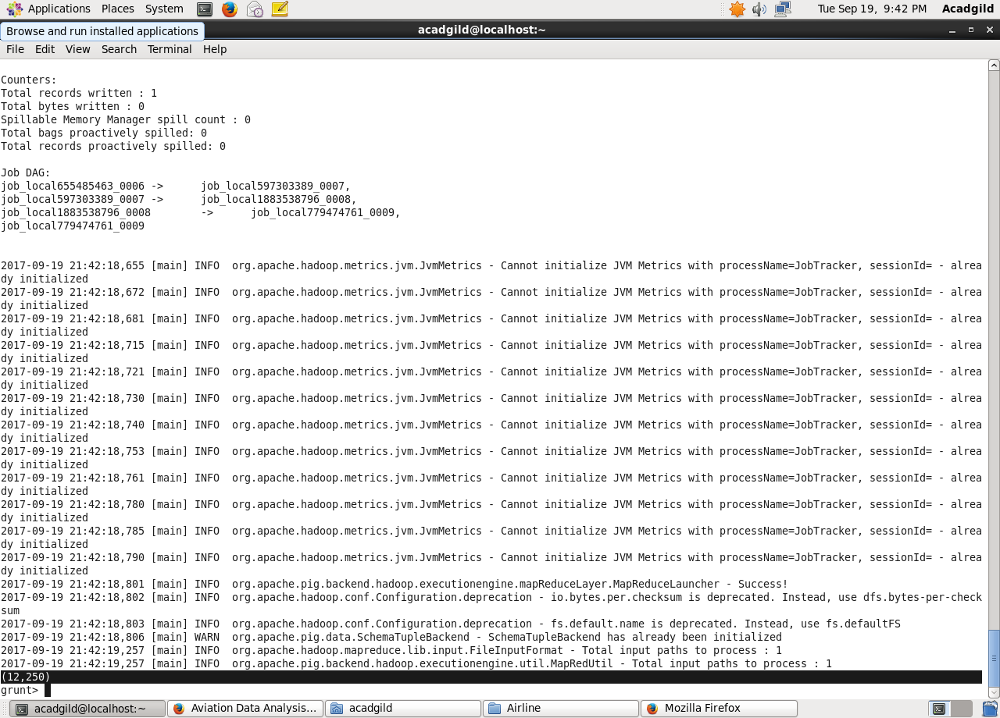 Applications Places System Tue Sep 19, 9:42 PM Acadgild
Browse and run installed applications
acadgild@localhost:~
File Edit View Search Terminal Help
Counters:
Total records written : 1
Total bytes written : 0
Spillable Memory Manager spill count : 0
Total bags proactively spilled: 0
Total records proactively spilled: 0
Job DAG:
job_local655485463_0006 -> job_local597303389_0007,
job_local597303389_0007 -> job_local1883538796_0008,
job_local1883538796_0008 -> job_local779474761_0009,
job_local779474761_0009
2017-09-19 21:42:18,655 [main] INFO org.apache.hadoop.metrics.jvm.JvmMetrics - Cannot initialize JVM Metrics with processName=JobTracker, sessionId= - alrea
dy initialized
2017-09-19 21:42:18,672 [main] INFO org.apache.hadoop.metrics.jvm.JvmMetrics - Cannot initialize JVM Metrics with processName=JobTracker, sessionId= - alrea
dy initialized
2017-09-19 21:42:18,681 [main] INFO org.apache.hadoop.metrics.jvm.JvmMetrics - Cannot initialize JVM Metrics with processName=JobTracker, sessionId= - alrea
dy initialized
2017-09-19 21:42:18,715 [main] INFO org.apache.hadoop.metrics.jvm.JvmMetrics - Cannot initialize JVM Metrics with processName=JobTracker, sessionId= - alrea
dy initialized
2017-09-19 21:42:18,721 [main] INFO org.apache.hadoop.metrics.jvm.JvmMetrics - Cannot initialize JVM Metrics with processName=JobTracker, sessionId= - alrea
dy initialized
2017-09-19 21:42:18,730 [main] INFO org.apache.hadoop.metrics.jvm.JvmMetrics - Cannot initialize JVM Metrics with processName=JobTracker, sessionId= - alrea
dy initialized
2017-09-19 21:42:18,740 [main] INFO org.apache.hadoop.metrics.jvm.JvmMetrics - Cannot initialize JVM Metrics with processName=JobTracker, sessionId= - alrea
dy initialized
2017-09-19 21:42:18,753 [main] INFO org.apache.hadoop.metrics.jvm.JvmMetrics - Cannot initialize JVM Metrics with processName=JobTracker, sessionId= - alrea
dy initialized
2017-09-19 21:42:18,761 [main] INFO org.apache.hadoop.metrics.jvm.JvmMetrics - Cannot initialize JVM Metrics with processName=JobTracker, sessionId= - alrea
dy initialized
2017-09-19 21:42:18,780 [main] INFO org.apache.hadoop.metrics.jvm.JvmMetrics - Cannot initialize JVM Metrics with processName=JobTracker, sessionId= - alrea
dy initialized
2017-09-19 21:42:18,785 [main] INFO org.apache.hadoop.metrics.jvm.JvmMetrics - Cannot initialize JVM Metrics with processName=JobTracker, sessionId= - alrea
dy initialized
2017-09-19 21:42:18,790 [main] INFO org.apache.hadoop.metrics.jvm.JvmMetrics - Cannot initialize JVM Metrics with processName=JobTracker, sessionId= - alrea
dy initialized
2017-09-19 21:42:18,801 [main] INFO org.apache.pig.backend.hadoop.executionengine.mapReduceLayer.MapReduceLauncher - Success!
2017-09-19 21:42:18,802 [main] INFO org.apache.hadoop.conf.Configuration.deprecation - io.bytes.per.checksum is deprecated. Instead, use dfs.bytes-per-check
sum
2017-09-19 21:42:18,803 [main] INFO org.apache.hadoop.conf.Configuration.deprecation - fs.default.name is deprecated. Instead, use fs.defaultFS
2017-09-19 21:42:18,806 [main] WARN org.apache.pig.data.SchemaTupleBackend - SchemaTupleBackend has already been initialized
2017-09-19 21:42:19,257 [main] INFO org.apache.hadoop.mapreduce.lib.input.FileInputFormat - Total input paths to process : 1
2017-09-19 21:42:19,257 [main] INFO org.apache.pig.backend.hadoop.executionengine.util.MapRedUtil - Total input paths to process : 1
(12,250)
grunt>
acadgild@localhost:~ Aviation Data Analysis... acadgild Airline Mozilla Firefox